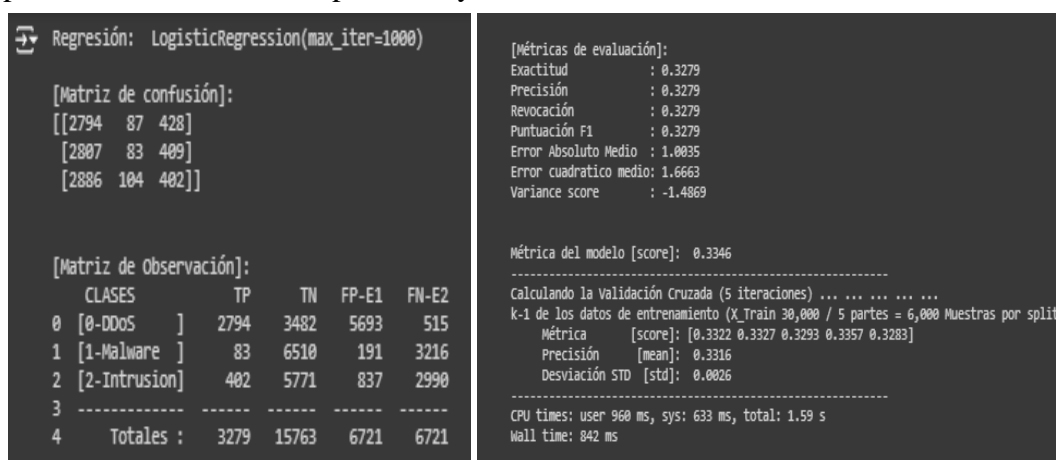 Regresión:  LogisticRegression(max_iter=1000)
[Matriz de confusión]:
[[2794   87  428]
 [2807   83  409]
 [2886  104  402]]
[Matriz de Observación]:
CLASES TP TN FP-E1 FN-E2
0 [0-DDoS ] 2794 3482 5693 515
1 [1-Malware ] 83 6510 191 3216
2 [2-Intrusion] 402 5771 837 2990
3 ------------- ------ ------ ------ ------
4 Totales : 3279 15763 6721 6721
[Métricas de evaluación]:
Exactitud : 0.3279
Precisión : 0.3279
Revocación : 0.3279
Puntuación F1 : 0.3279
Error Absoluto Medio : 1.0035
Error cuadratico medio: 1.6663
Variance score : -1.4869
Métrica del modelo [score]: 0.3346
------------------------------------------------------------
Calculando la Validación Cruzada (5 iteraciones) ... ... ... ... ...
k-1 de los datos de entrenamiento (X_Train 30,000 / 5 partes = 6,000 Muestras por split
Métrica [score]: [0.3322 0.3327 0.3293 0.3357 0.3283]
Precisión [mean]: 0.3316
Desviación STD [std]: 0.0026
------------------------------------------------------------
CPU times: user 960 ms, sys: 633 ms, total: 1.59 s
Wall time: 842 ms